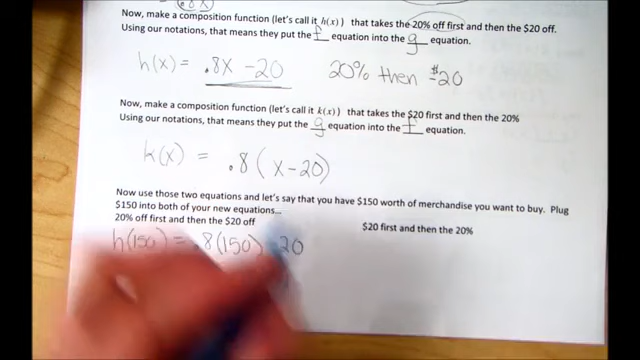 .8x
Now, make a composition function (let's call it h(x)) that takes the 20% off first and then the $20 off.
Using our notations, that means they put the f equation into the g equation.
h(x) = .8x - 20 20% then -$20
Now, make a composition function (let's call it k(x)) that takes the $20 first and then the 20%
Using our notations, that means they put the g equation into the f equation.
k(x) = .8(x-20)
Now use those two equations and let's say that you have $150 worth of merchandise you want to buy. Plug
$150 into both of your new equations...
20% off first and then the $20 off $20 first and then the 20%
h(150) = .8(150) - 20